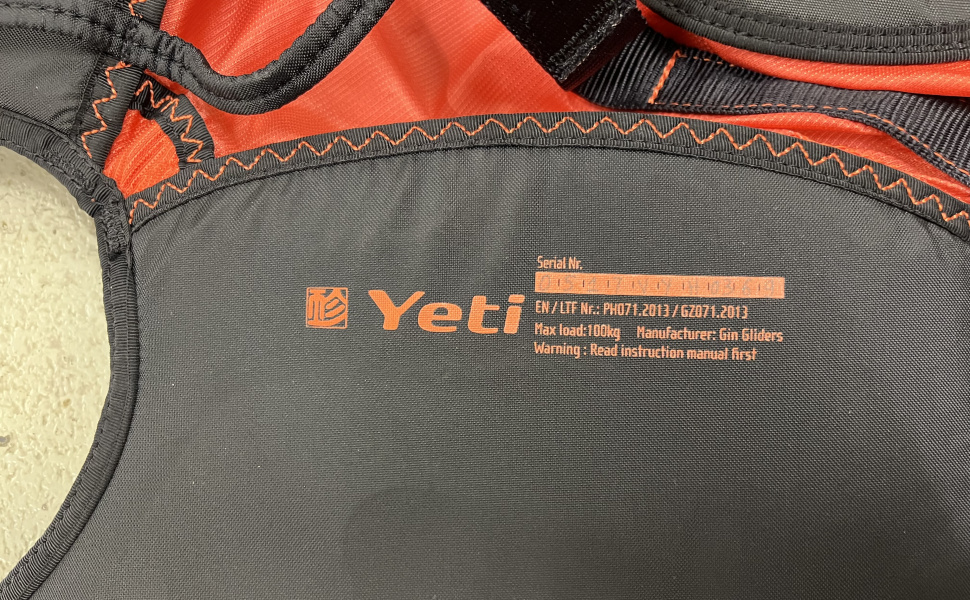 Yeti
Serial Nr.
EN / LTF Nr.: PH071.2013 / GZ071.2013
Max load:100kg Manufacturer: Gin Gliders
Warning : Read instruction manual first